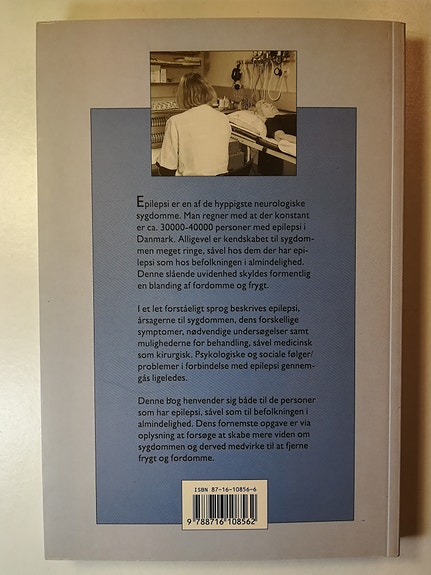 Epilepsi er en af de hyppigste neurologiske
sygdomme. Man regner med at der konstant
er ca. 30000-40000 personer med epilepsi i
Danmark. Alligevel er kendskabet til sygdom-
men meget ringe, såvel hos dem der har epi-
lepsi som hos befolkningen i almindelighed.
Denne slående uvidenhed skyldes formentlig
en blanding af fordomme og frygt.
I et let forståeligt sprog beskrives epilepsi,
årsagerne til sygdommen, dens forskellige
symptomer, nødvendige undersøgelser samt
mulighederne for behandling, såvel medicinsk
som kirurgisk. Psykologiske og sociale følger/
problemer i forbindelse med epilepsi gennem-
gås ligeledes.
Denne bog henvender sig både til de personer
som har epilepsi, såvel som til befolkningen i
almindelighed. Dens fornemste opgave er via
oplysning at forsøge at skabe mere viden om
sygdommen og derved medvirke til at fjerne
frygt og fordomme.
ISBN 87-16-10856-6
9 788716 108562